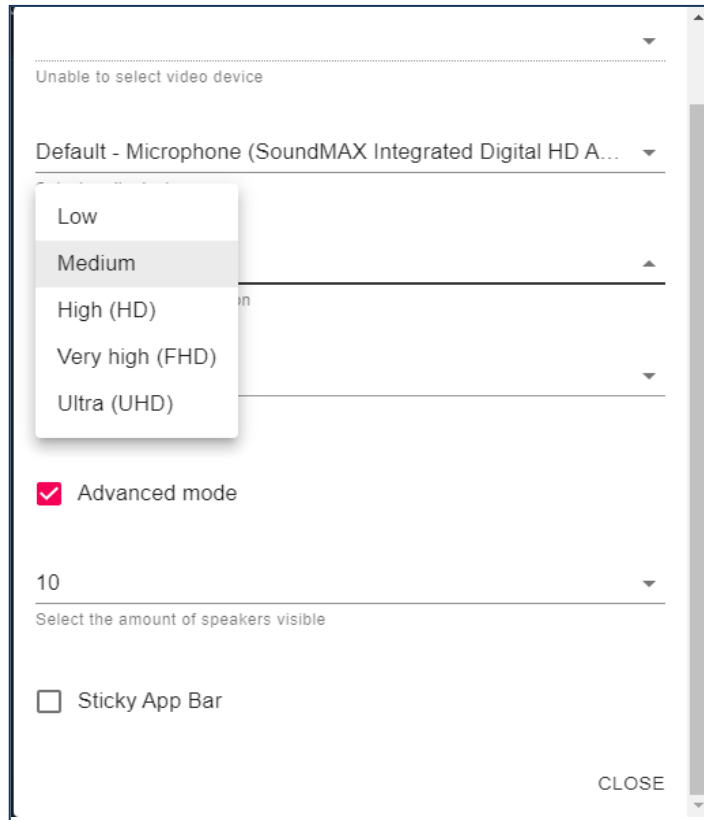 Unable to select video device
Default - Microphone (SoundMAX Integrated Digital HD A...
Low
Medium
High (HD)
Very high (FHD)
Ultra (UHD)
Advanced mode
10
Select the amount of speakers visible
Sticky App Bar
CLOSE